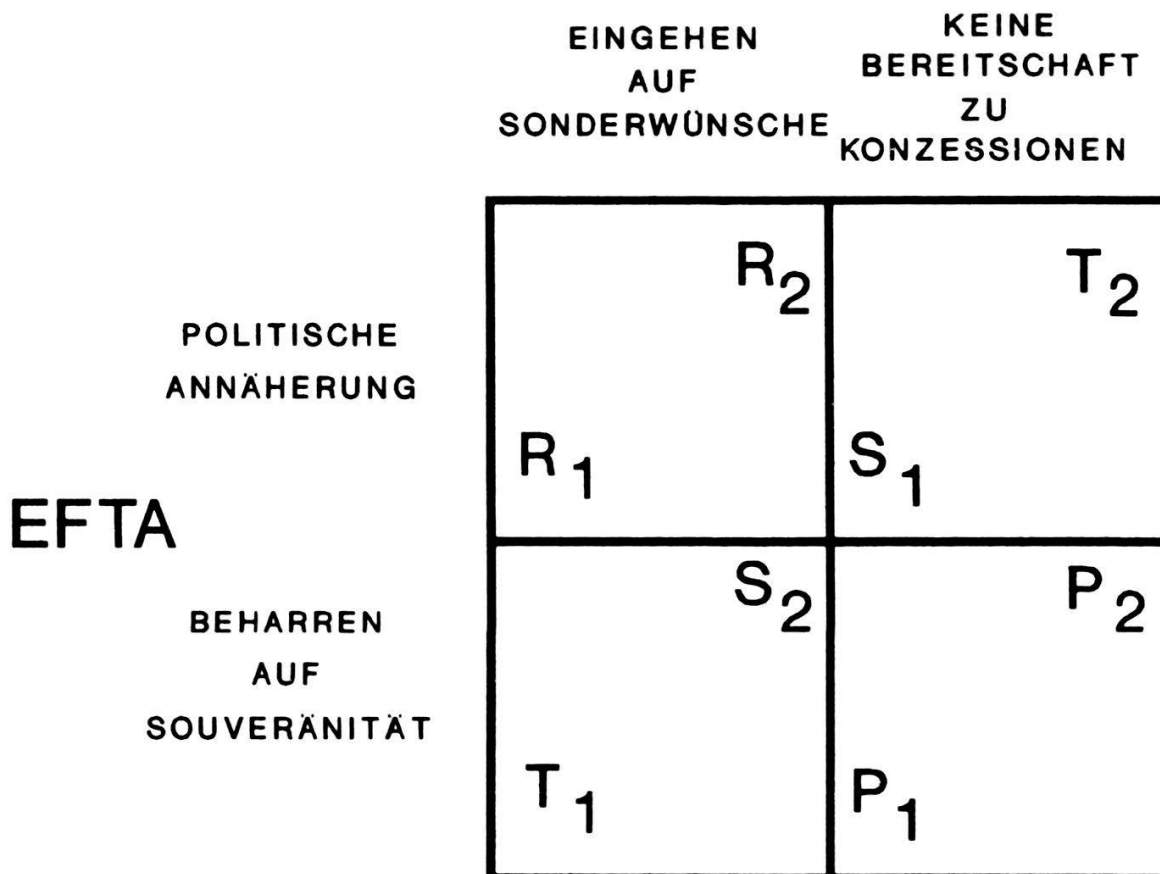 EINGEHEN
AUF
SONDERWÜNSCHE
KEINE
BEREITSCHAFT
ZU
KONZESSIONEN
R2
T2
POLITISCHE
ANNÄHERUNG
R1
S1
EFTA
S2
P2
BEHARREN
AUF
SOUVERÄNITÄT
T1
P1